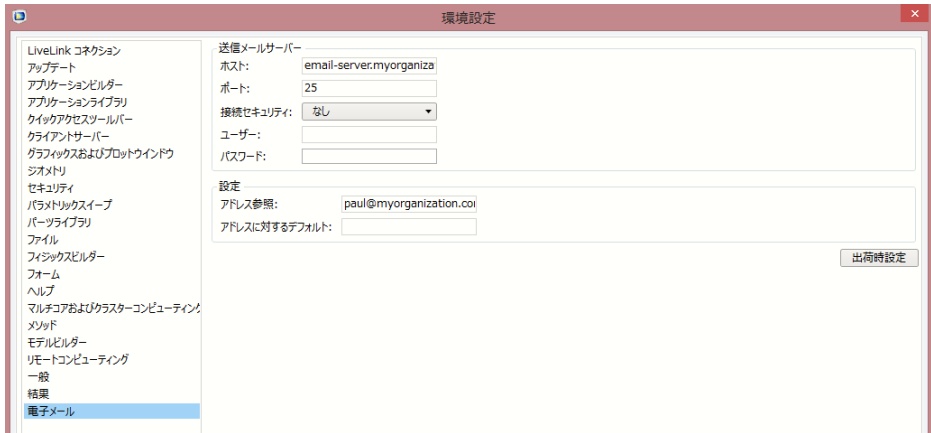 環境設定
LiveLink コネクション
アップデート
アプリケーションビルダー
アプリケーションライブラリ
クイックアクセスツールバー
クライアントサーバー
グラフィックスおよびプロットウインドウ
ジオメトリ
セキュリティ
パラメトリックスイープ
パーツライブラリ
ファイル
フィジックスビルダー
フォーム
ヘルプ
マルチコアおよびクラスターコンピューティング
メソッド
モデルビルダー
リモートコンピューティング
一般
結果
電子メール
送信メールサーバー
ホスト: email-server.myorganiza
ポート: 25
接続セキュリティ: なし
ユーザー:
パスワード:
設定
アドレス参照: paul@myorganization.co
アドレスに対するデフォルト:
出荷時設定